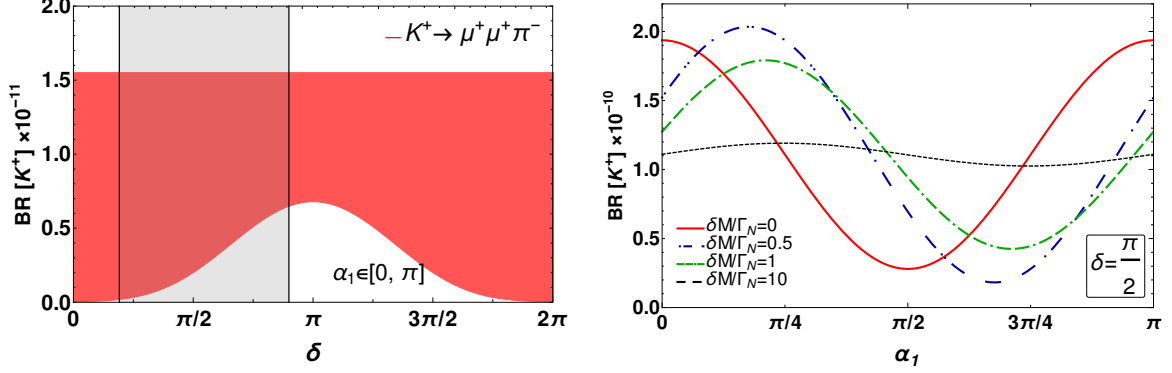 BR [K⁺] ×10⁻¹¹
2.0
1.5
1.0
0.5
0.0
K⁺→ μ⁺μ⁺π⁻
α₁∈[0, π]
0 π/2 π 3π/2 2π
δ
BR [K⁺] ×10⁻¹⁰
2.0
1.5
1.0
0.5
0.0
δM/Γ_N=0
δM/Γ_N=0.5
δM/Γ_N=1
δM/Γ_N=10
δ=π/2
0 π/4 π/2 3π/4 π
α₁